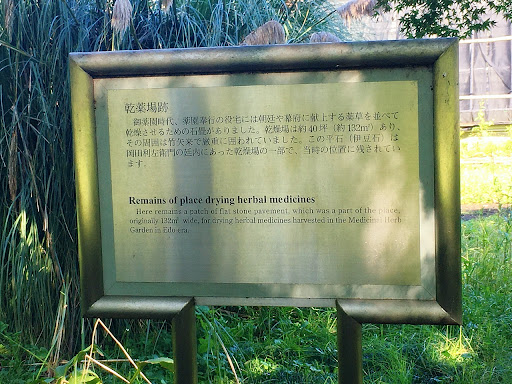 乾薬場跡
御薬園時代、薬園奉行の役宅には朝廷や幕府に献上する薬草を並べて
乾燥させるための石畳がありました。乾燥場は約40坪（約132㎡）あり、
その周囲は竹矢来で厳重に囲われていました。この平石（伊豆石）は
岡田利左衛門の廷内にあった乾燥場の一部で、当時の位置に残されてい
ます。
Remains of place drying herbal medicines
Here remains a patch of flat stone pavement, which was a part of the place,
originally 132㎡ wide, for drying herbal medicines harvested in the Medicinal Herb
Garden in Edo-era.